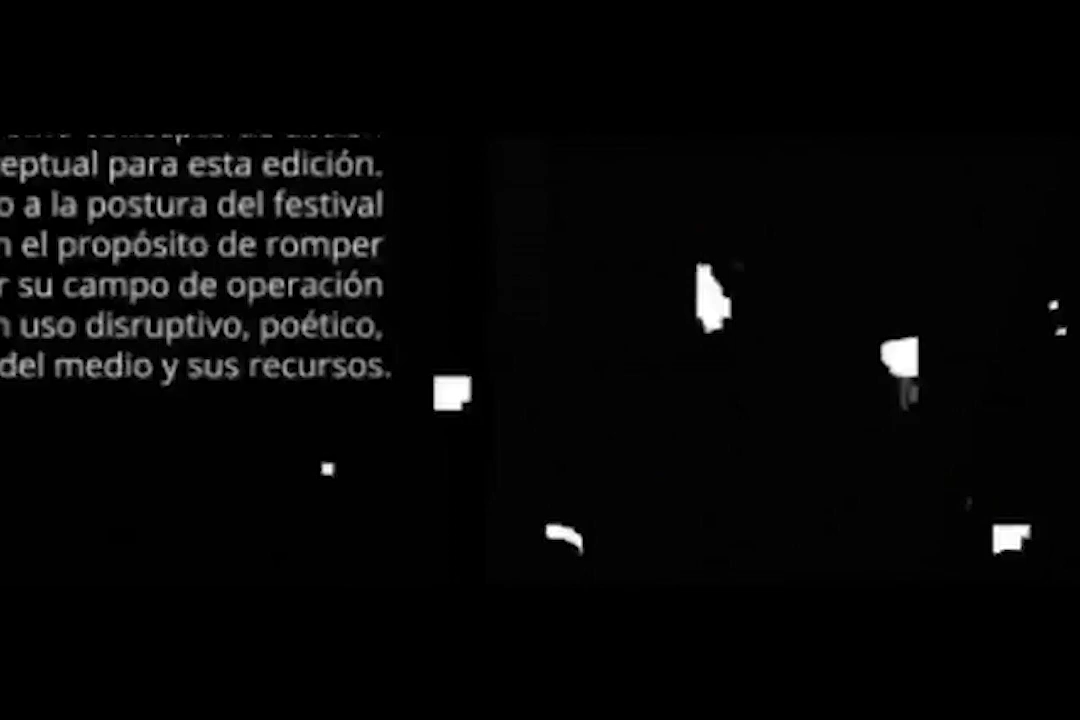 para esta edición.
a la postura del festival
el propósito de romper
su campo de operación
uso disruptivo, poético,
del medio y sus recursos.